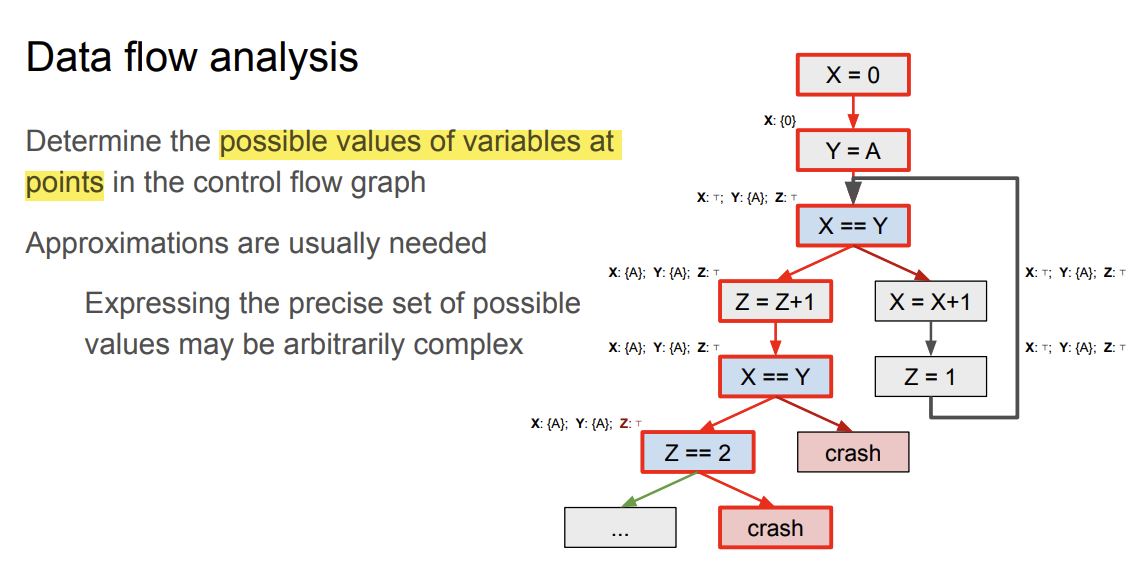 Data flow analysis
Determine the possible values of variables at
points in the control flow graph
Approximations are usually needed
Expressing the precise set of possible
values may be arbitrarily complex
X = 0
X: {0}
Y = A
X: ⊤; Y: {A}; Z: ⊤
X == Y
X: {A}; Y: {A}; Z: ⊤
X: ⊤; Y: {A}; Z: ⊤
Z = Z+1
X = X+1
X: {A}; Y: {A}; Z: ⊤
X: ⊤; Y: {A}; Z: ⊤
X == Y
Z = 1
X: {A}; Y: {A}; Z: ⊤
Z == 2
crash
...
crash